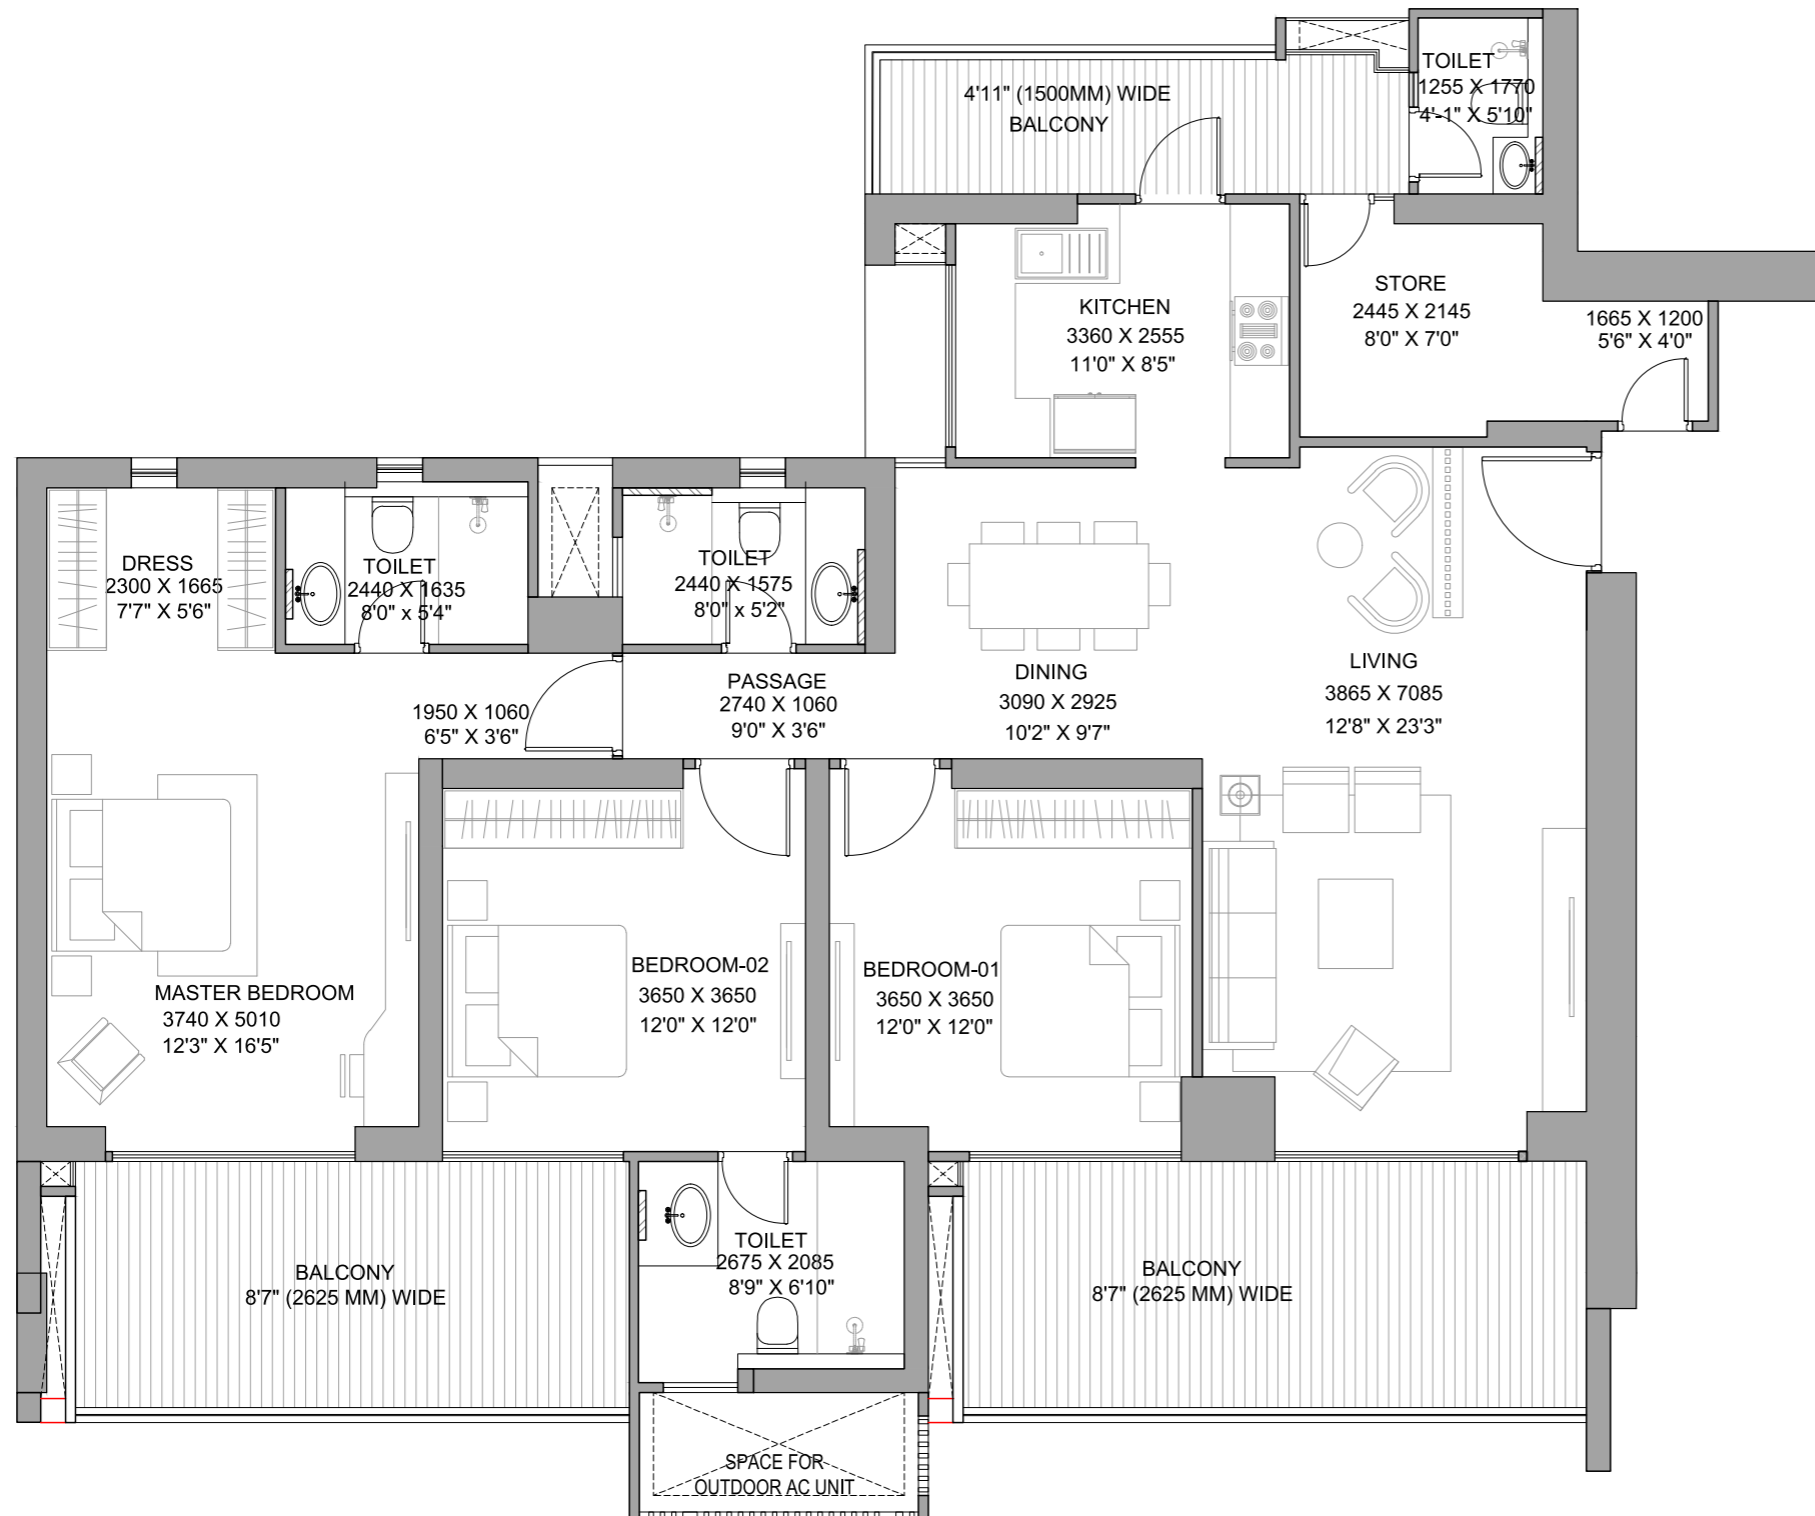 4'11" (1500MM) WIDE
BALCONY
TOILET
1255 X 1770
4'-1" X 5'10"
KITCHEN
3360 X 2555
11'0" X 8'5"
STORE
2445 X 2145
8'0" X 7'0"
1665 X 1200
5'6" X 4'0"
DRESS
2300 X 1665
7'7" X 5'6"
TOILET
2440 X 1635
8'0" x 5'4"
TOILET
2440 X 1575
8'0" x 5'2"
1950 X 1060
6'5" X 3'6"
PASSAGE
2740 X 1060
9'0" X 3'6"
DINING
3090 X 2925
10'2" X 9'7"
LIVING
3865 X 7085
12'8" X 23'3"
MASTER BEDROOM
3740 X 5010
12'3" X 16'5"
BEDROOM-02
3650 X 3650
12'0" X 12'0"
BEDROOM-01
3650 X 3650
12'0" X 12'0"
BALCONY
8'7" (2625 MM) WIDE
TOILET
2675 X 2085
8'9" X 6'10"
BALCONY
8'7" (2625 MM) WIDE
SPACE FOR
OUTDOOR AC UNIT